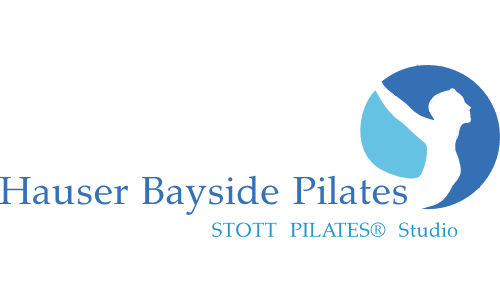 Hauser Bayside Pilates
STOTT PILATES® Studio